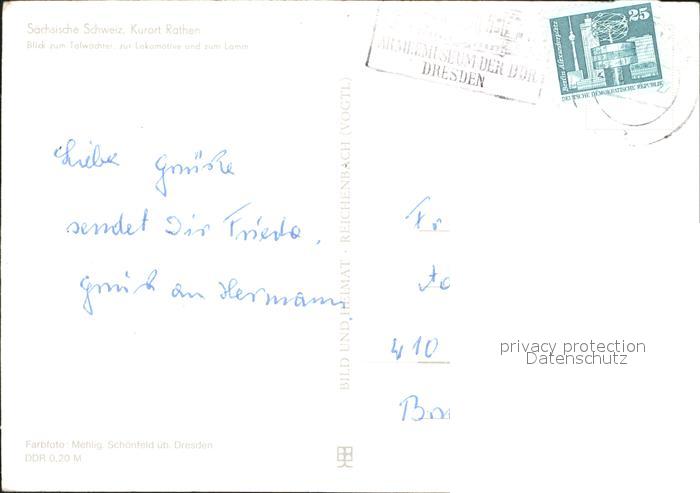 Sächsische Schweiz, Kurort Rathen
Blick zum Talwächter, zur Lokomotive und zum Lamm
ARMEEMUSEUM DER DDR
DRESDEN
25
Berlin, Alexanderplatz
DEUTSCHE DEMOKRATISCHE REPUBLIK
Liebe Grüße
sendet Dir Frieda.
Gruß an Hermann.
BILD UND HEIMAT · REICHENBACH (VOGTL)
Fr
410
privacy protection
Datenschutz
Farbfoto: Mehlig, Schönfeld üb. Dresden
DDR 0,20 M